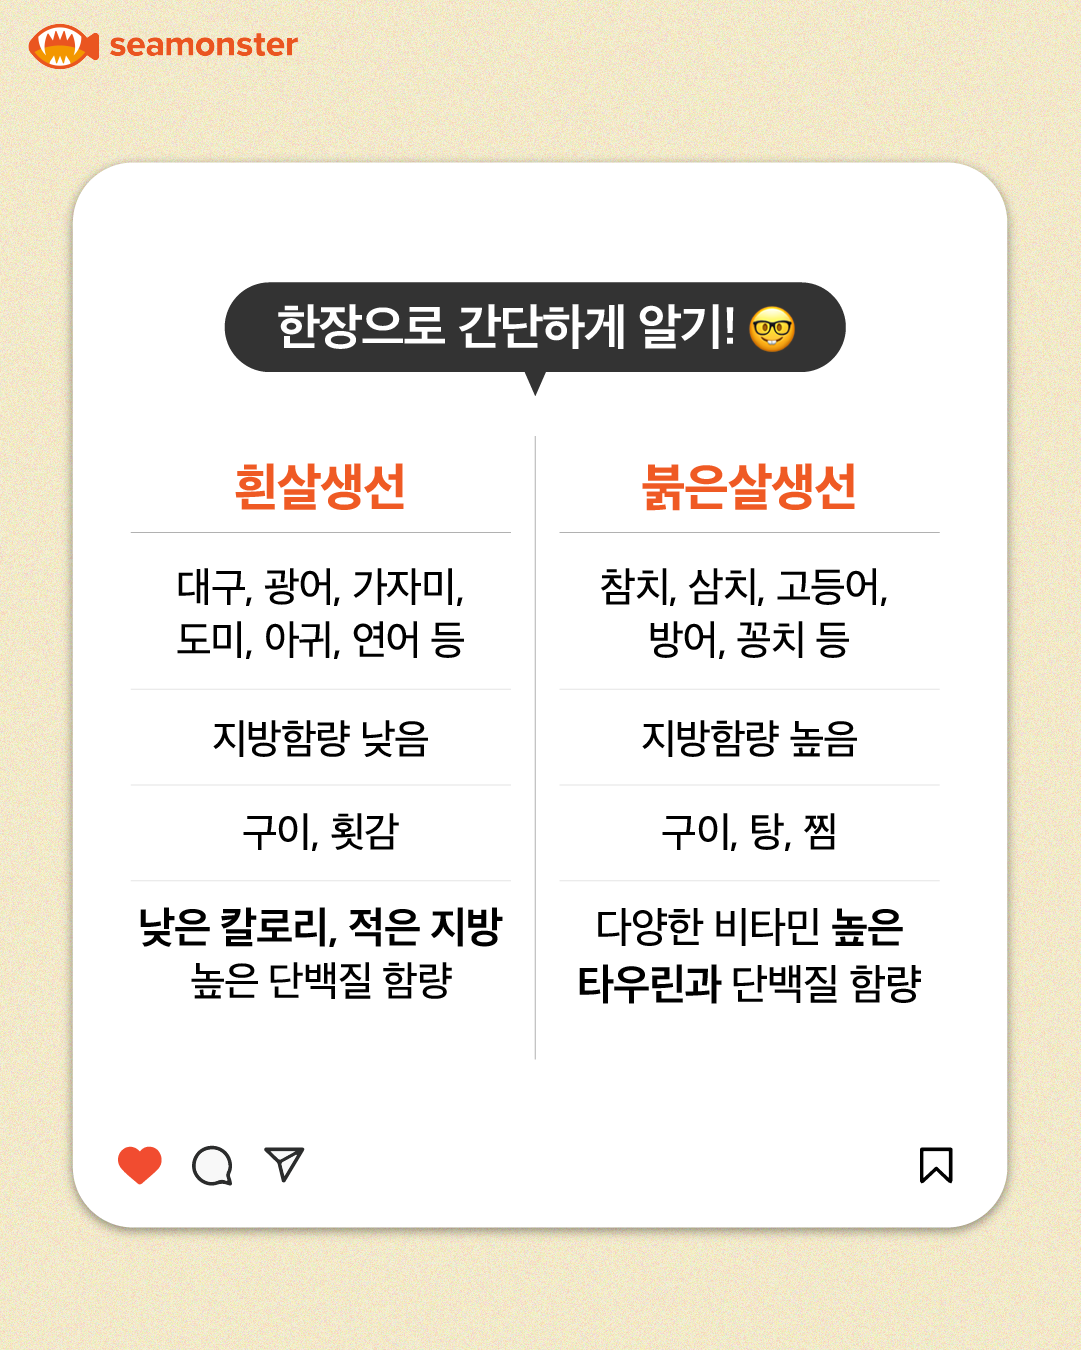 seamonster
한장으로 간단하게 알기! 🤓
흰살생선
대구, 광어, 가자미,
도미, 아귀, 연어 등
지방함량 낮음
구이, 횟감
낮은 칼로리, 적은 지방
높은 단백질 함량
붉은살생선
참치, 삼치, 고등어,
방어, 꽁치 등
지방함량 높음
구이, 탕, 찜
다양한 비타민 높은
타우린과 단백질 함량